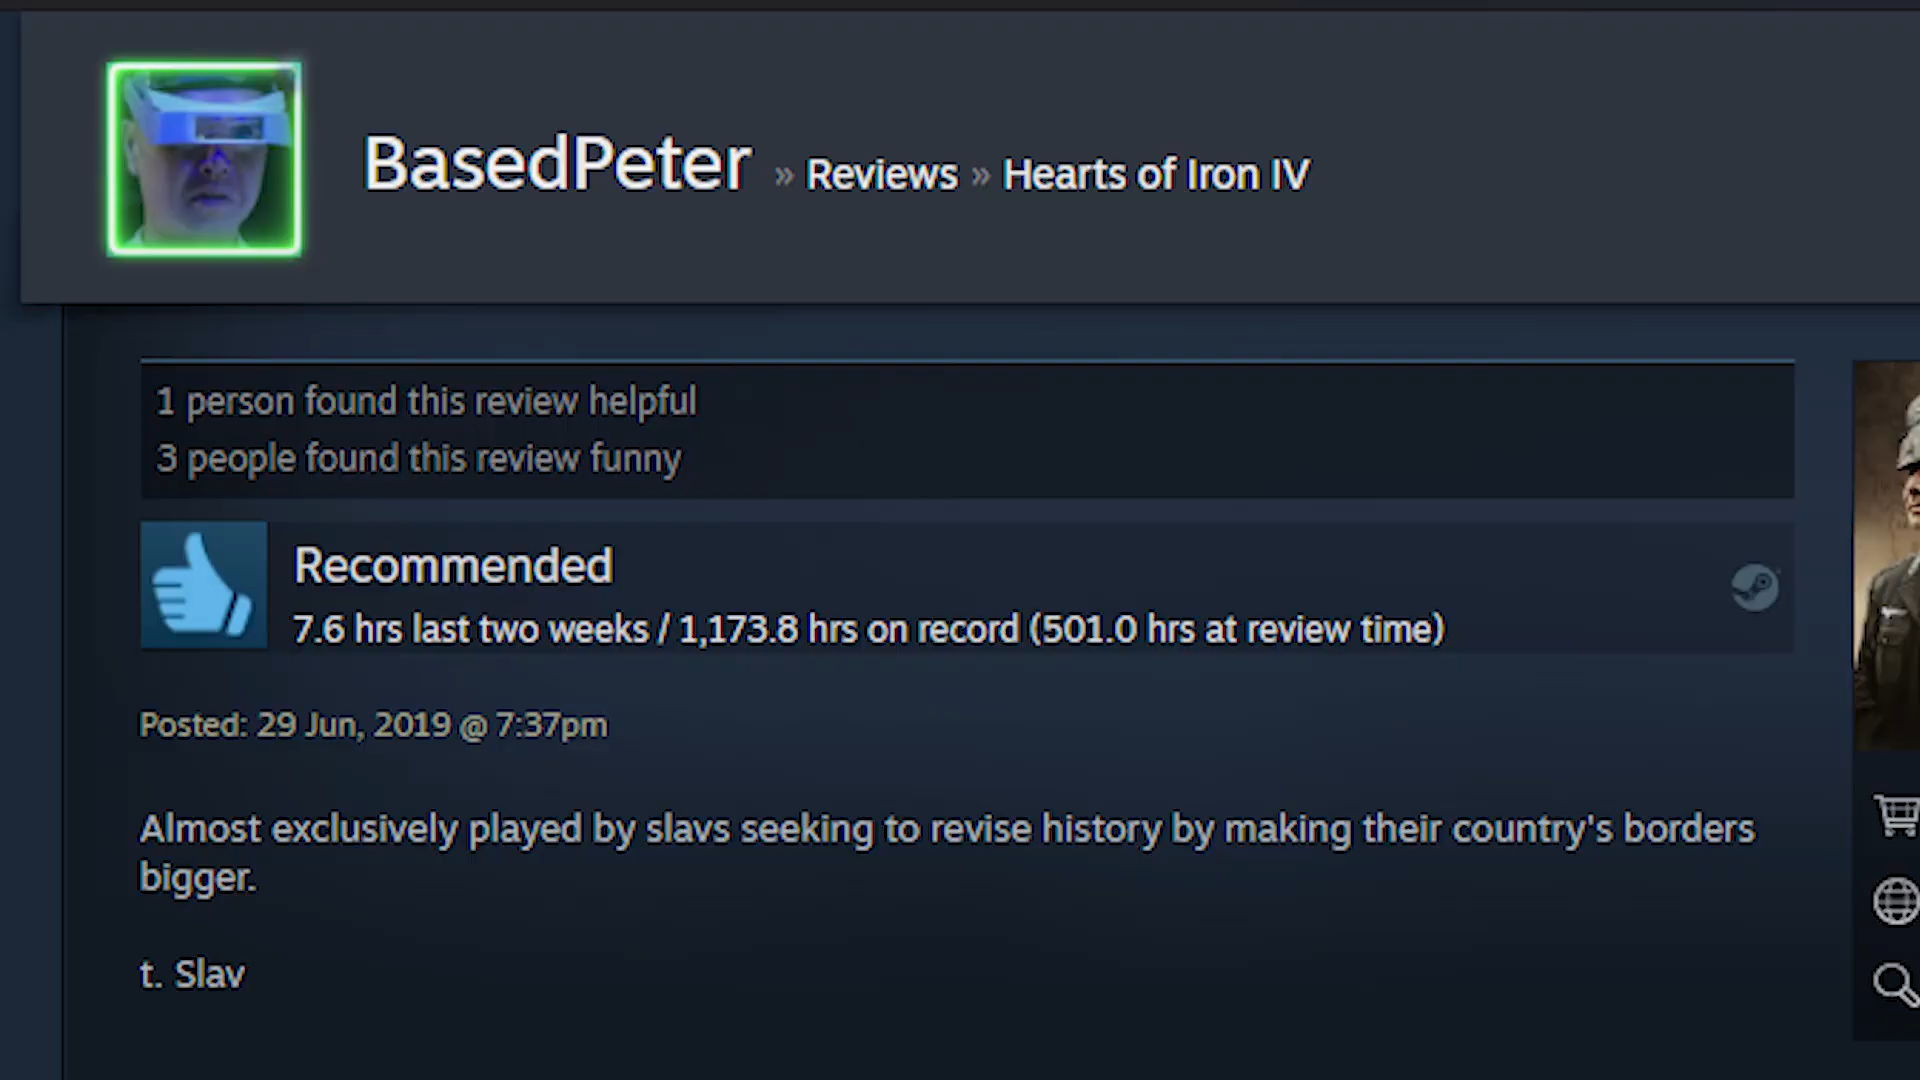 BasedPeter » Reviews » Hearts of Iron IV
1 person found this review helpful
3 people found this review funny
Recommended
7.6 hrs last two weeks / 1,173.8 hrs on record (501.0 hrs at review time)
Posted: 29 Jun, 2019 @ 7:37pm
Almost exclusively played by slavs seeking to revise history by making their country's borders
bigger.
t. Slav